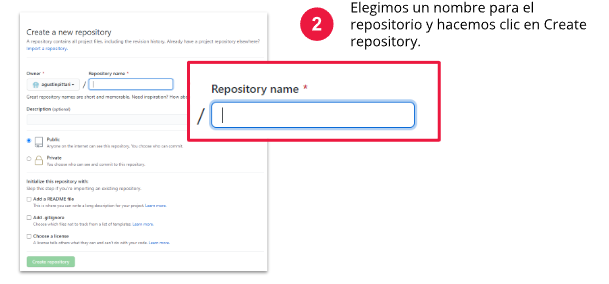 2
Elegimos un nombre para el
repositorio y hacemos clic en Create
repository.
Create a new repository
A repository contains all project files, including the revision history. Already have a project repository elsewhere?
Import a repository.
Owner *
Repository name *
/
Great repository names are short and memorable. Need inspiration? How abo
Repository name *
/
Description (optional)
Public
Anyone on the internet can see this repository. You choose who can commit.
Private
You choose who can see and commit to this repository.
Initialize this repository with:
Skip this step if you're importing an existing repository.
Add a README file
This is where you can write a long description for your project. Learn more.
Add .gitignore
Choose which files not to track from a list of templates. Learn more.
Choose a license
A license tells others what they can and can't do with your code. Learn more.
Create repository